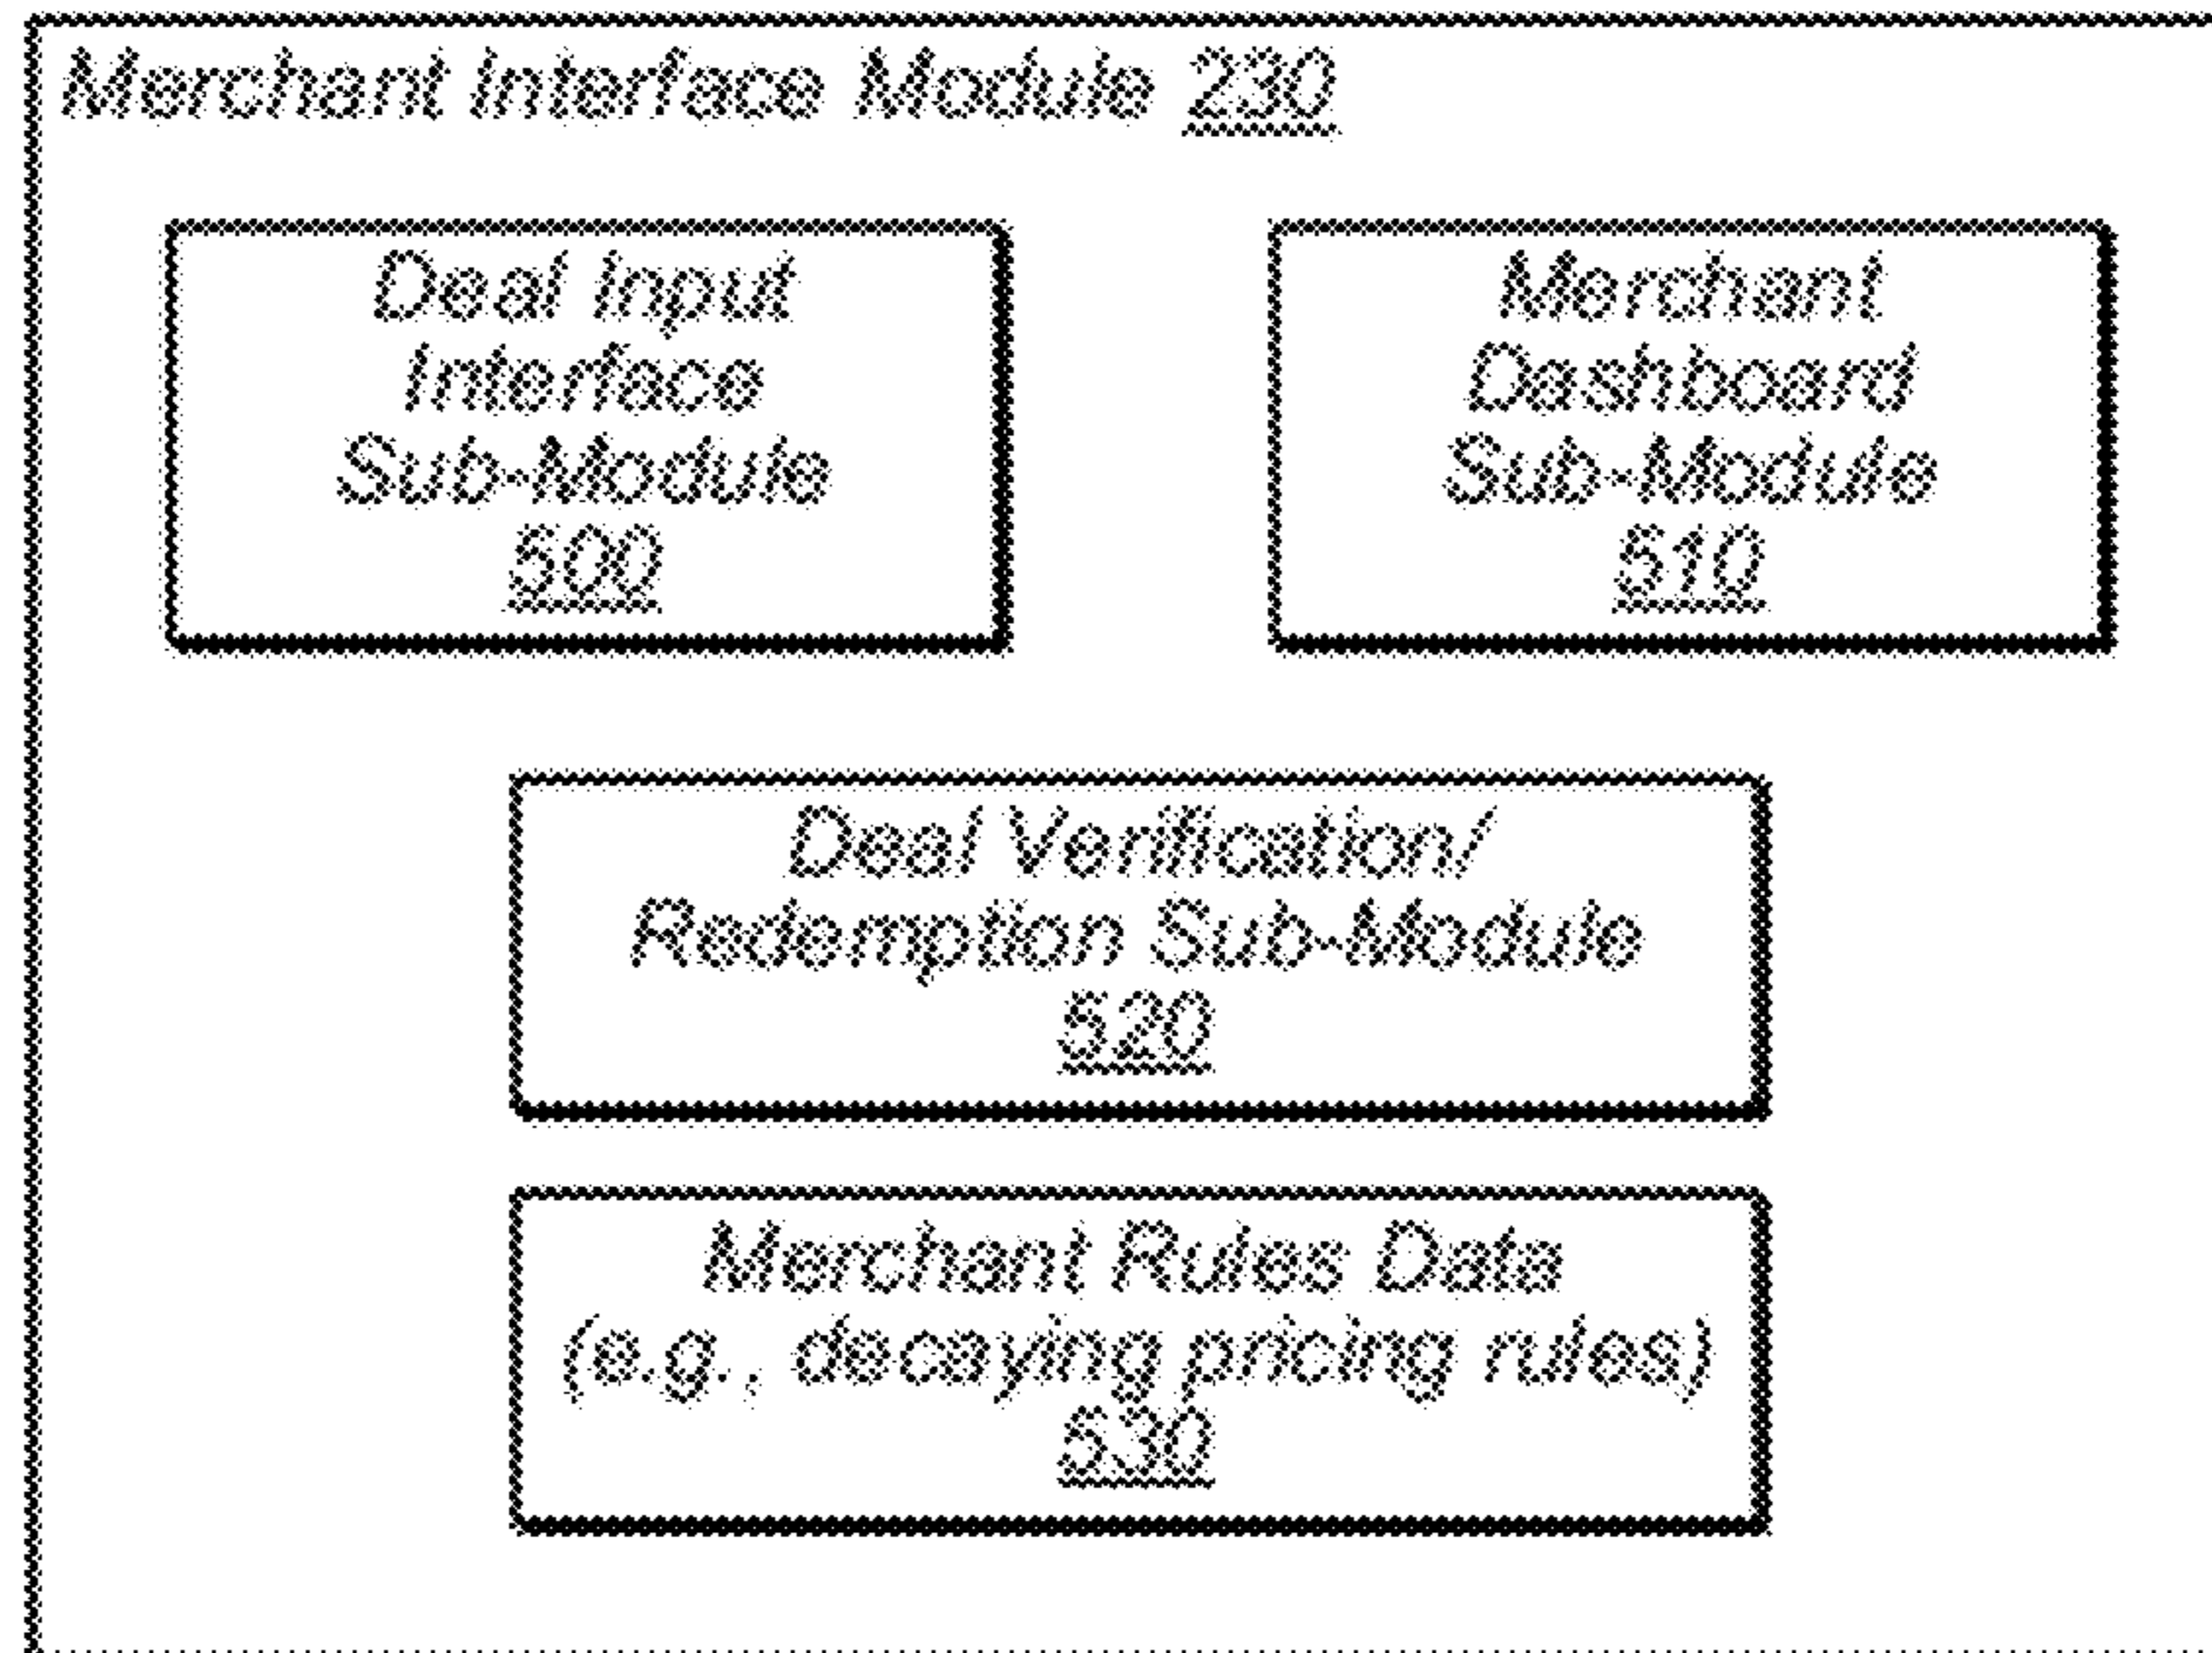 Merchant Interface Module 230
Deal Input
Interface
Sub-Module
500
Merchant
Dashboard
Sub-Module
510
Deal Verification/
Redemption Sub-Module
520
Merchant Rules Data
(e.g., decaying pricing rules)
530